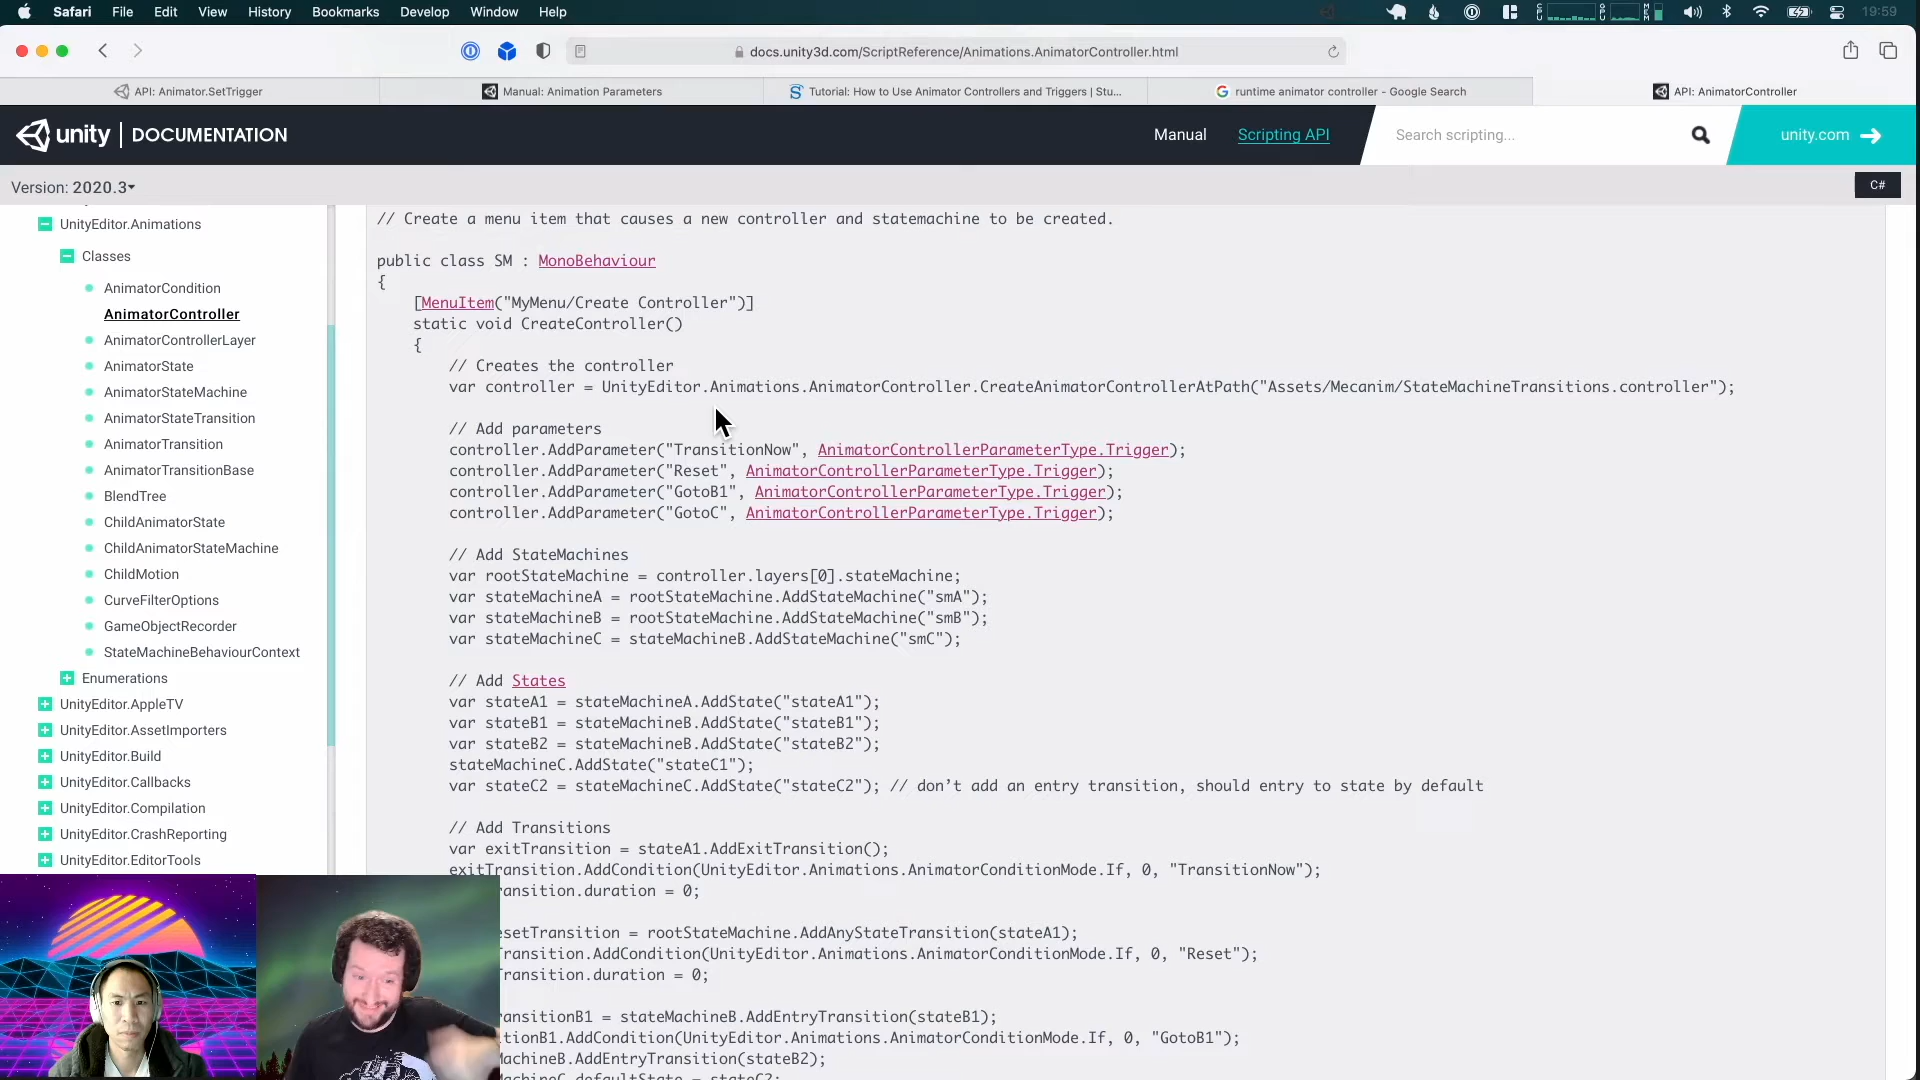 Safari File Edit View History Bookmarks Develop Window Help 19:59
docs.unity3d.com/ScriptReference/Animations.AnimatorController.html
API: Animator.SetTrigger
Manual: Animation Parameters
Tutorial: How to Use Animator Controllers and Triggers | Stu...
runtime animator controller - Google Search
API: AnimatorController
unity | DOCUMENTATION
Manual
Scripting API
Search scripting...
unity.com
Version: 2020.3
C#
UnityEditor.Animations
Classes
AnimatorCondition
AnimatorController
AnimatorControllerLayer
AnimatorState
AnimatorStateMachine
AnimatorStateTransition
AnimatorTransition
AnimatorTransitionBase
BlendTree
ChildAnimatorState
ChildAnimatorStateMachine
ChildMotion
CurveFilterOptions
GameObjectRecorder
StateMachineBehaviourContext
Enumerations
UnityEditor.AppleTV
UnityEditor.AssetImporters
UnityEditor.Build
UnityEditor.Callbacks
UnityEditor.Compilation
UnityEditor.CrashReporting
UnityEditor.EditorTools
// Create a menu item that causes a new controller and statemachine to be created.
public class SM : MonoBehaviour
{
[MenuItem("MyMenu/Create Controller")]
static void CreateController()
{
// Creates the controller
var controller = UnityEditor.Animations.AnimatorController.CreateAnimatorControllerAtPath("Assets/Mecanim/StateMachineTransitions.controller");
// Add parameters
controller.AddParameter("TransitionNow", AnimatorControllerParameterType.Trigger);
controller.AddParameter("Reset", AnimatorControllerParameterType.Trigger);
controller.AddParameter("GotoB1", AnimatorControllerParameterType.Trigger);
controller.AddParameter("GotoC", AnimatorControllerParameterType.Trigger);
// Add StateMachines
var rootStateMachine = controller.layers[0].stateMachine;
var stateMachineA = rootStateMachine.AddStateMachine("smA");
var stateMachineB = rootStateMachine.AddStateMachine("smB");
var stateMachineC = stateMachineB.AddStateMachine("smC");
// Add States
var stateA1 = stateMachineA.AddState("stateA1");
var stateB1 = stateMachineB.AddState("stateB1");
var stateB2 = stateMachineB.AddState("stateB2");
stateMachineC.AddState("stateC1");
var stateC2 = stateMachineC.AddState("stateC2"); // don’t add an entry transition, should entry to state by default
// Add Transitions
var exitTransition = stateA1.AddExitTransition();
exitTransition.AddCondition(UnityEditor.Animations.AnimatorConditionMode.If, 0, "TransitionNow");
ransition.duration = 0;
esetTransition = rootStateMachine.AddAnyStateTransition(stateA1);
ransition.AddCondition(UnityEditor.Animations.AnimatorConditionMode.If, 0, "Reset");
ransition.duration = 0;
ansitionB1 = stateMachineB.AddEntryTransition(stateB1);
tionB1.AddCondition(UnityEditor.Animations.AnimatorConditionMode.If, 0, "GotoB1");
MachineB.AddEntryTransition(stateB2);
MachineC.defaultState = stateC2;